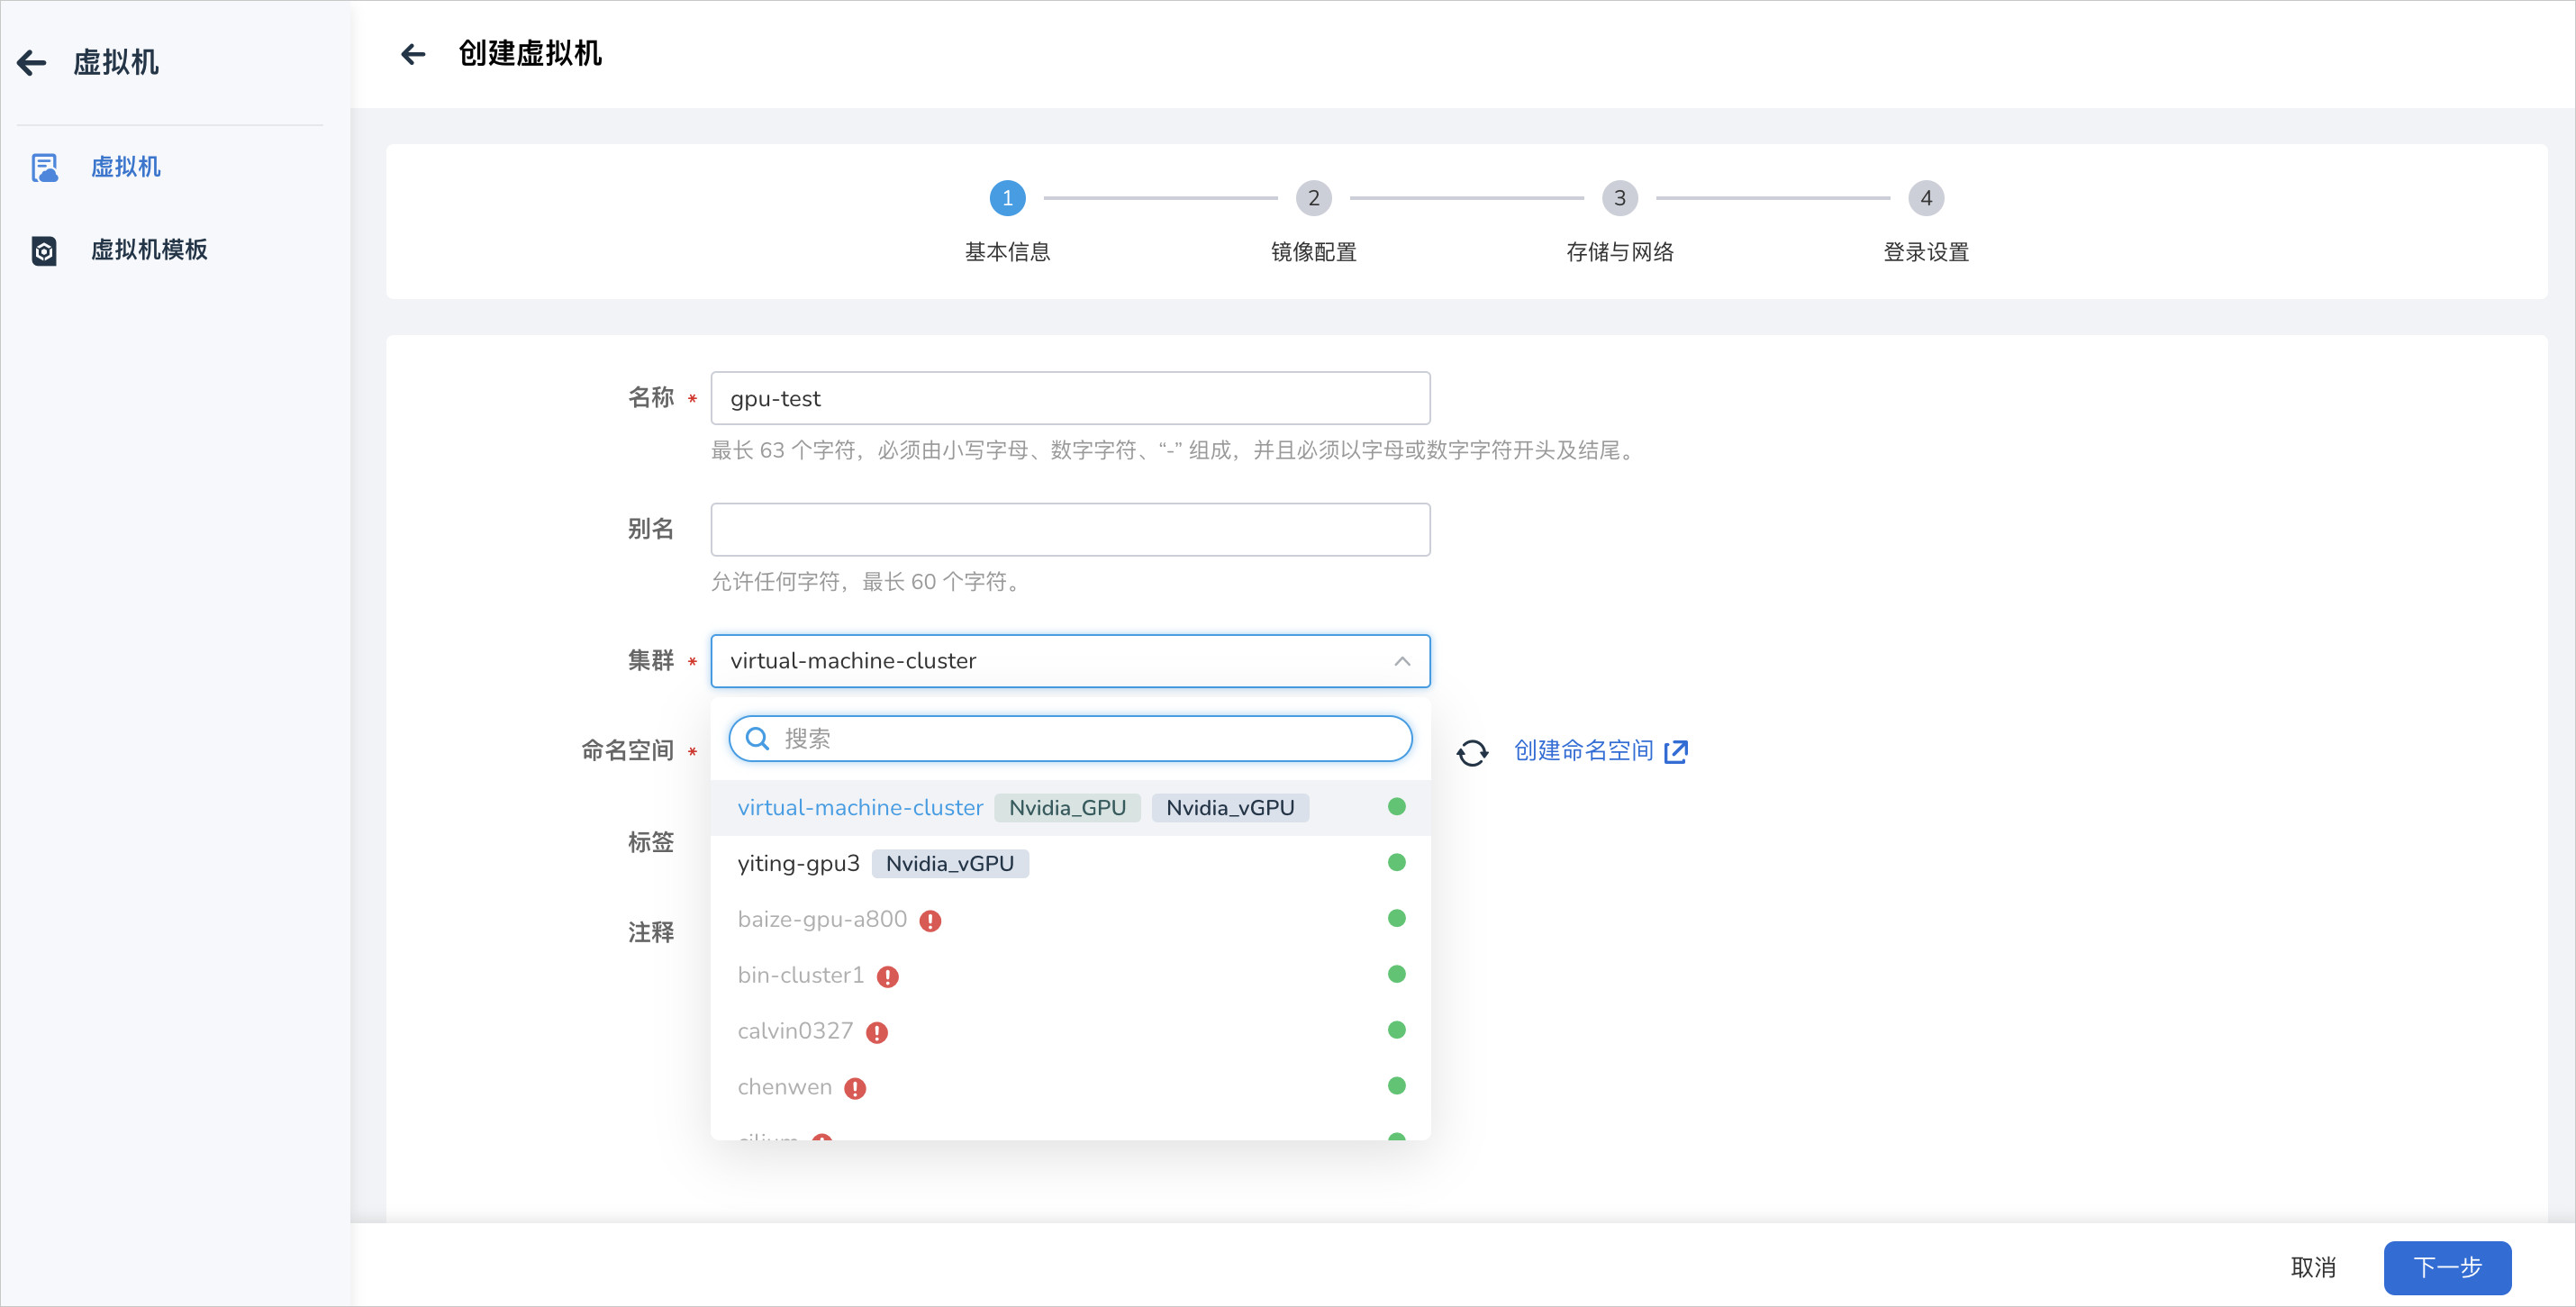 虚拟机
虚拟机
虚拟机模板
创建虚拟机
1 2 3 4
基本信息 镜像配置 存储与网络 登录设置
名称 * gpu-test
最长 63 个字符，必须由小写字母、数字字符、“-” 组成，并且必须以字母或数字字符开头及结尾。
别名
允许任何字符，最长 60 个字符。
集群 * virtual-machine-cluster
搜索
命名空间 * 创建命名空间
virtual-machine-cluster Nvidia_GPU Nvidia_vGPU
标签
yiting-gpu3 Nvidia_vGPU
baize-gpu-a800
注释
bin-cluster1
calvin0327
chenwen
取消 下一步